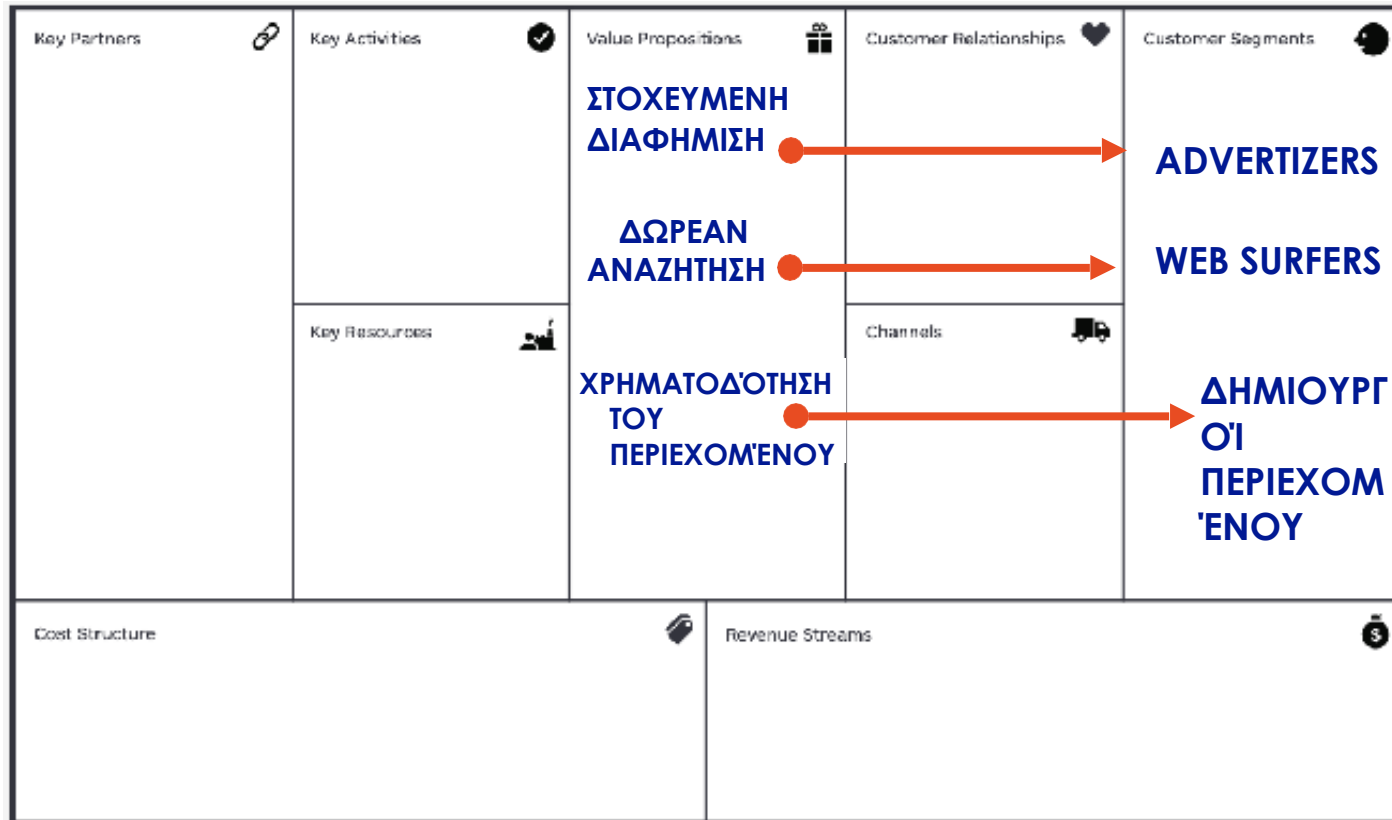 Key Partners
Key Activities
Value Propositions
Customer Relationships
Customer Segments
ΣΤΟΧΕΥΜΕΝΗ
ΔΙΑΦΗΜΙΣΗ
ADVERTIZERS
ΔΩΡΕΑΝ
ΑΝΑΖΗΤΗΣΗ
WEB SURFERS
Key Resources
Channels
ΧΡΗΜΑΤΟΔΌΤΗΣΗ
ΤΟΥ
ΠΕΡΙΕΧΟΜΈΝΟΥ
ΔΗΜΙΟΥΡΓ
ΟΊ
ΠΕΡΙΕΧΟΜ
ΈΝΟΥ
Cost Structure
Revenue Streams
$